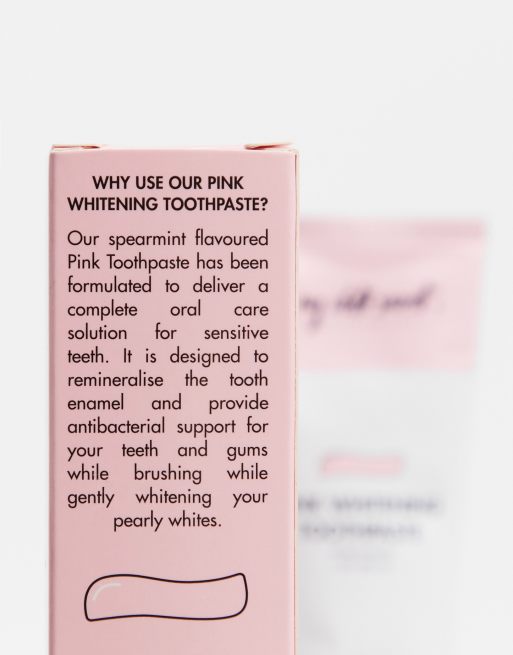 WHY USE OUR PINK
WHITENING TOOTHPASTE?
Our spearmint flavoured
Pink Toothpaste has been
formulated to deliver a
complete oral care
solution for sensitive
teeth. It is designed to
remineralise the tooth
enamel and provide
antibacterial support for
your teeth and gums
while brushing while
gently whitening your
pearly whites.
WHITENING
TOOTHPASTE